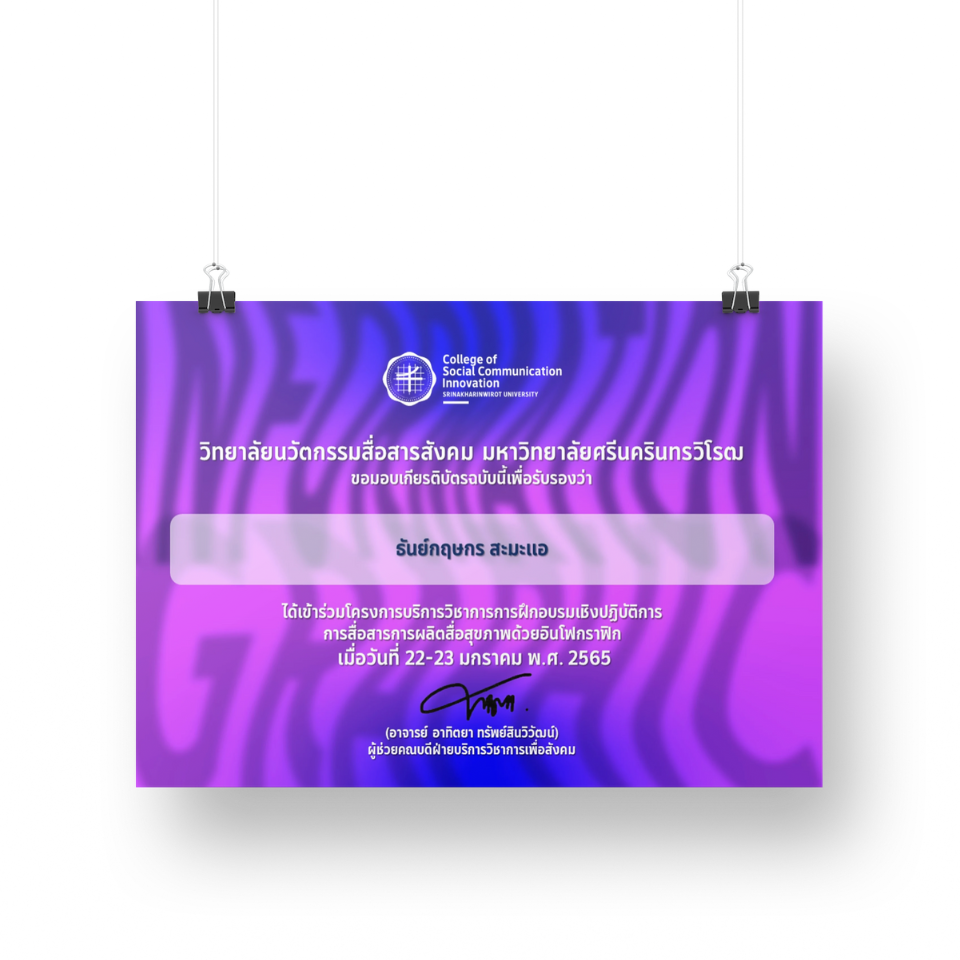 College of
Social Communication
Innovation
SRINAKHARINWIROT UNIVERSITY
วิทยาลัยนวัตกรรมสื่อสารสังคม มหาวิทยาลัยศรีนครินทรวิโรฒ
ขอมอบเกียรติบัตรฉบับนี้เพื่อรับรองว่า
ธันย์กฤษกร สะมะแอ
ได้เข้าร่วมโครงการบริการวิชาการการฝึกอบรมเชิงปฏิบัติการ
การสื่อสารการผลิตสื่อสุขภาพด้วยอินโฟกราฟิก
เมื่อวันที่ 22-23 มกราคม พ.ศ. 2565
(อาจารย์ อาทิตยา ทรัพย์สินวิวัฒน์)
ผู้ช่วยคณบดีฝ่ายบริการวิชาการเพื่อสังคม